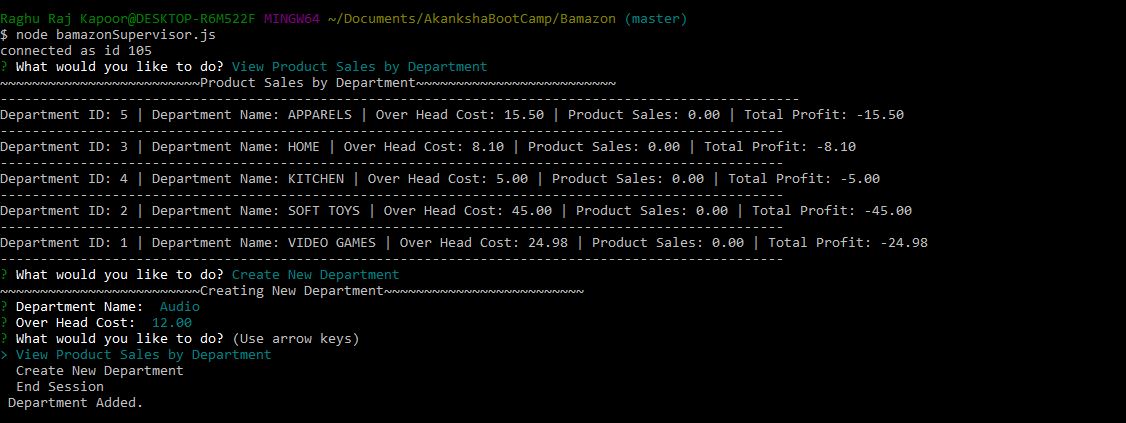 Raghu Raj Kapoor@DESKTOP-R6M522F MINGW64 ~/Documents/AkankshaBootCamp/Bamazon (master)
$ node bamazonSupervisor.js
connected as id 105
? What would you like to do? View Product Sales by Department
~~~~~~~~~~~~~~~~~~~~~~~~~Product Sales by Department~~~~~~~~~~~~~~~~~~~~~~~~~
----------------------------------------------------------------------------------------------------
Department ID: 5 | Department Name: APPARELS | Over Head Cost: 15.50 | Product Sales: 0.00 | Total Profit: -15.50
--------------------------------------------------------------------------------------------------
Department ID: 3 | Department Name: HOME | Over Head Cost: 8.10 | Product Sales: 0.00 | Total Profit: -8.10
--------------------------------------------------------------------------------------------------
Department ID: 4 | Department Name: KITCHEN | Over Head Cost: 5.00 | Product Sales: 0.00 | Total Profit: -5.00
--------------------------------------------------------------------------------------------------
Department ID: 2 | Department Name: SOFT TOYS | Over Head Cost: 45.00 | Product Sales: 0.00 | Total Profit: -45.00
--------------------------------------------------------------------------------------------------
Department ID: 1 | Department Name: VIDEO GAMES | Over Head Cost: 24.98 | Product Sales: 0.00 | Total Profit: -24.98
--------------------------------------------------------------------------------------------------
? What would you like to do? Create New Department
~~~~~~~~~~~~~~~~~~~~~~~~~Creating New Department~~~~~~~~~~~~~~~~~~~~~~~~~
? Department Name:  Audio
? Over Head Cost:  12.00
? What would you like to do? (Use arrow keys)
> View Product Sales by Department
  Create New Department
  End Session
 Department Added.